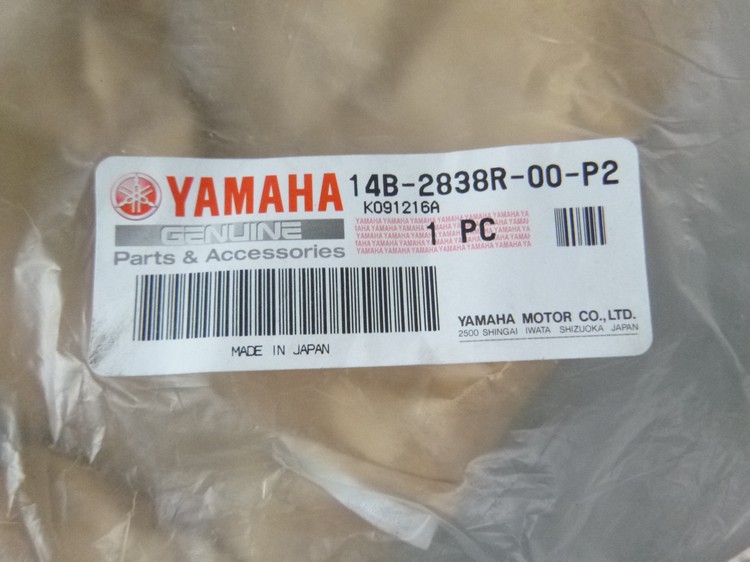 YAMAHA 14B-2838R-00-P2
K091216A
GENUINE
1 PC
Parts & Accessories
YAMAHA MOTOR CO.,LTD.
2500 SHINGAI IWATA SHIZUOKA JAPAN
MADE IN JAPAN